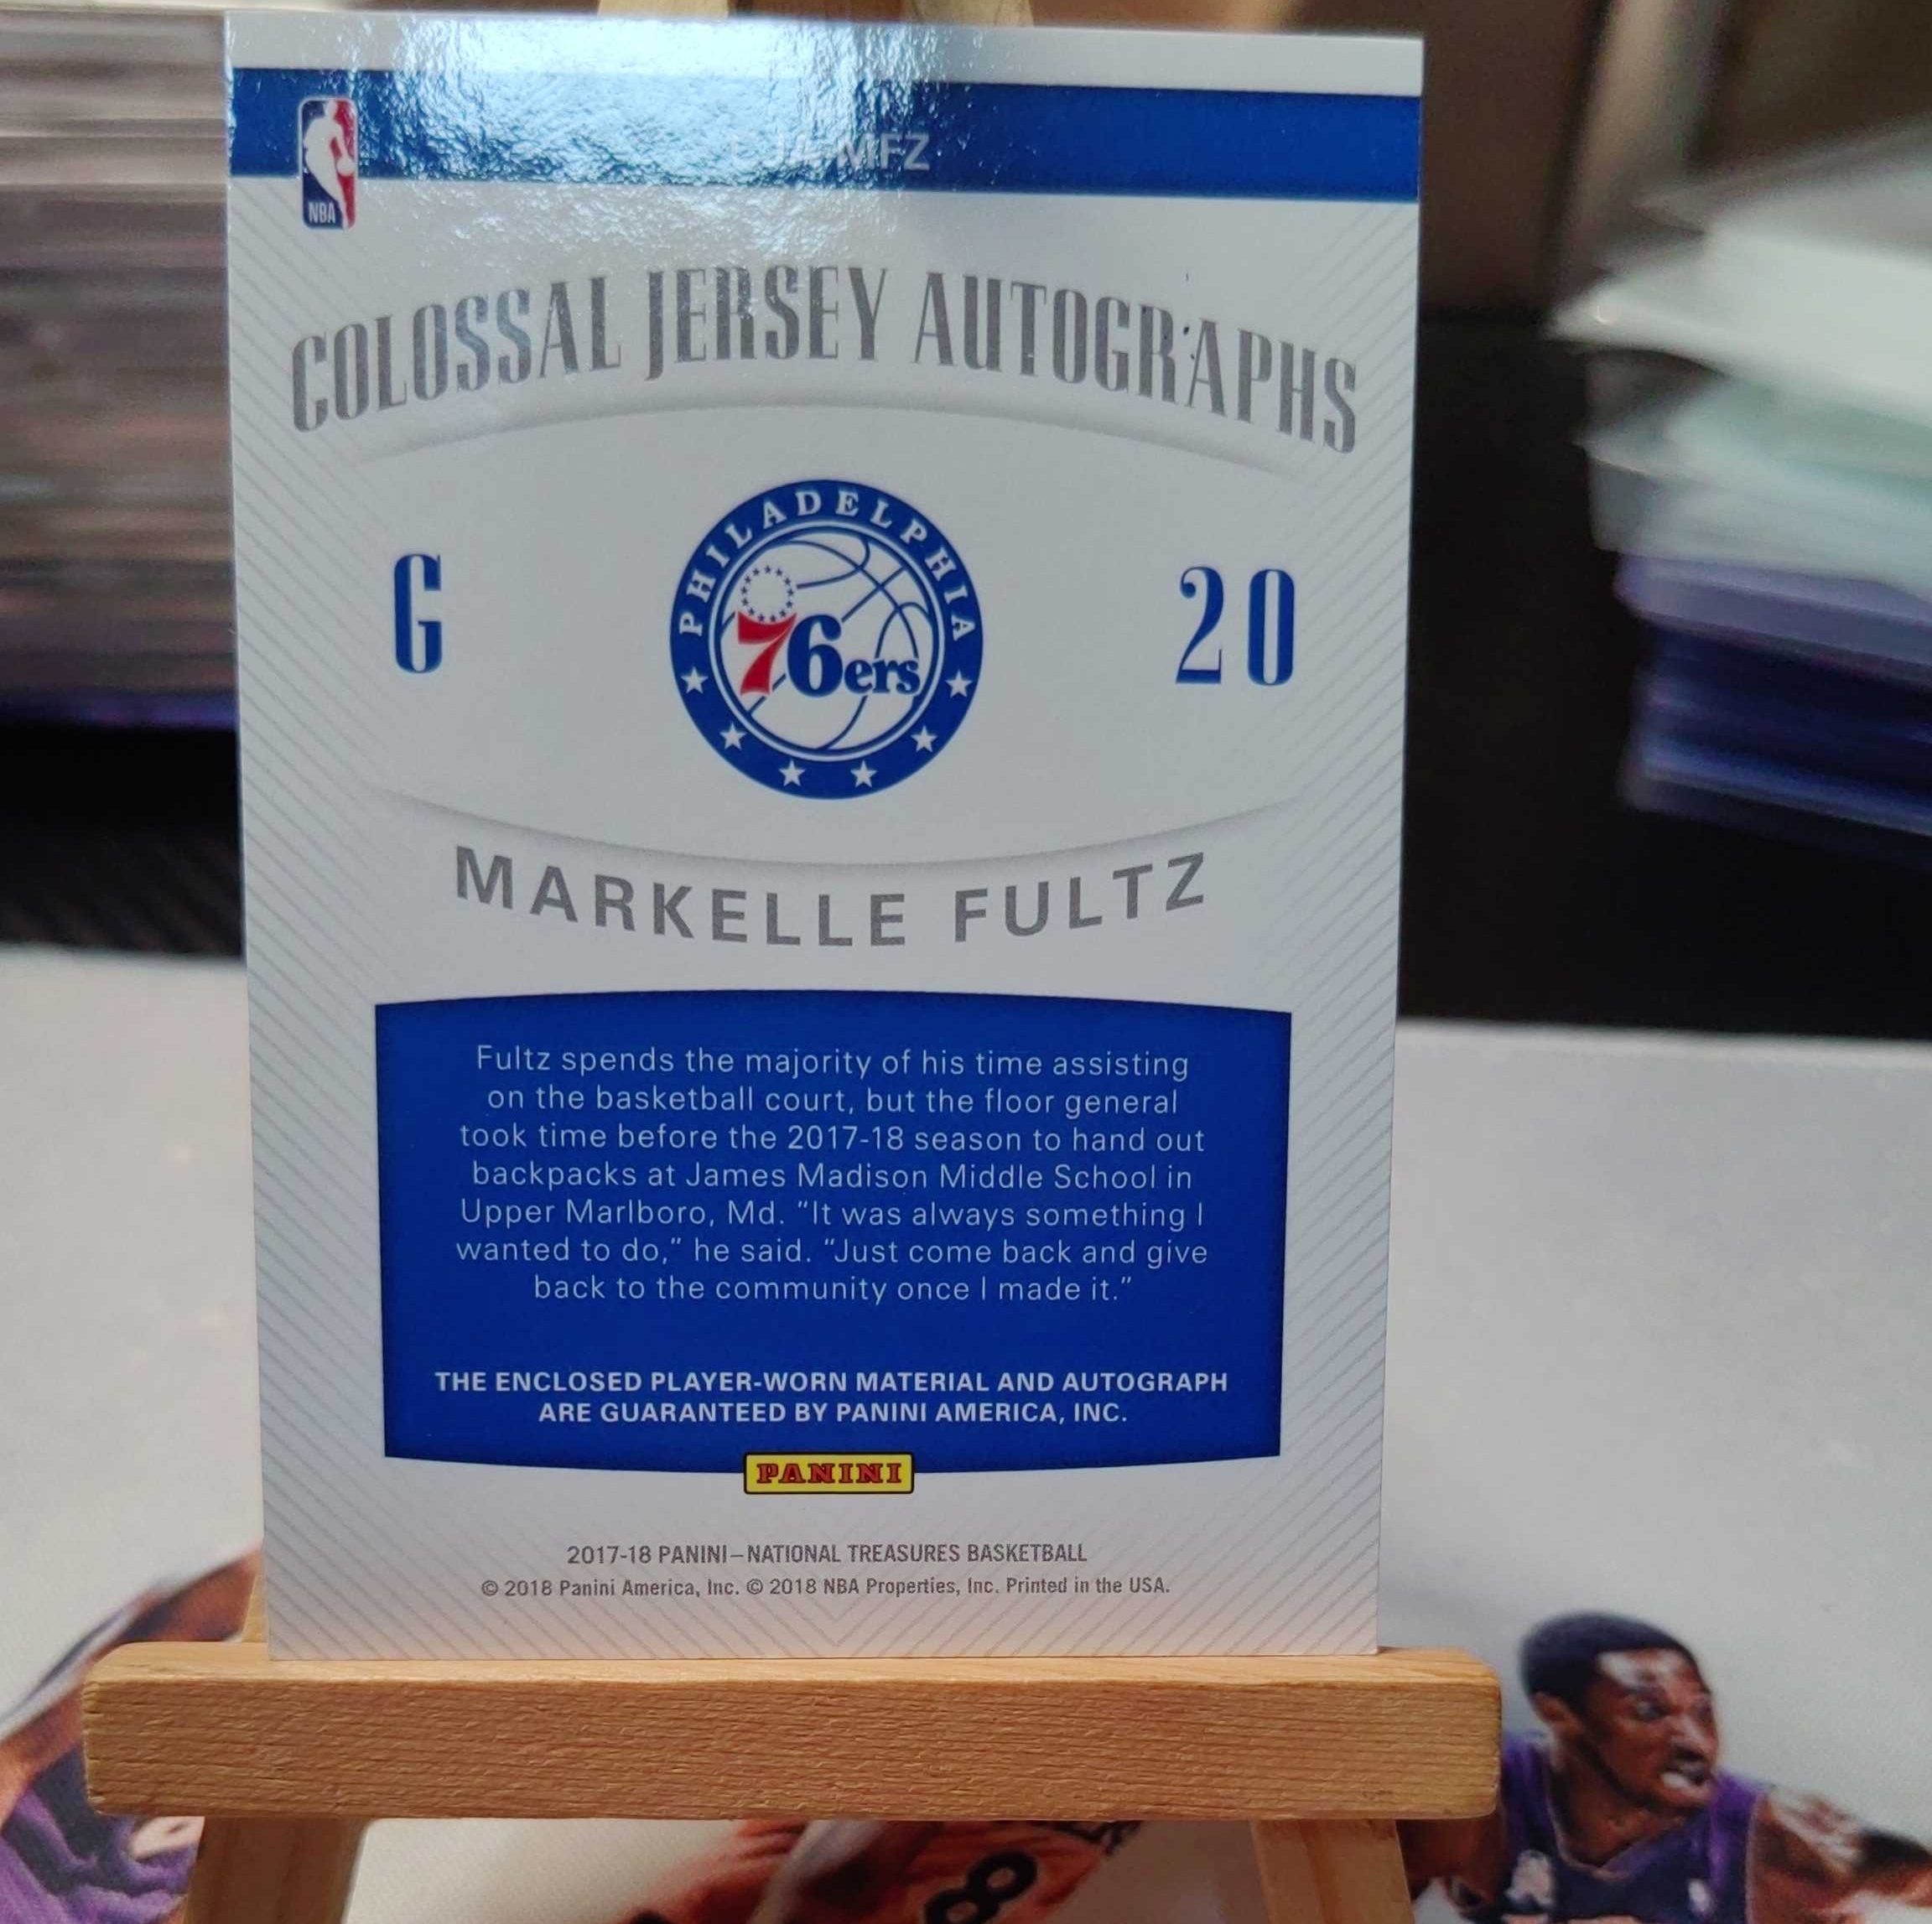 CJA-MFZ
NBA
COLOSSAL JERSEY AUTOGRAPHS
G
PHILADELPHIA
76ers
20
MARKELLE FULTZ
Fultz spends the majority of his time assisting
on the basketball court, but the floor general
took time before the 2017-18 season to hand out
backpacks at James Madison Middle School in
Upper Marlboro, Md. “It was always something I
wanted to do,” he said. “Just come back and give
back to the community once I made it.”
THE ENCLOSED PLAYER-WORN MATERIAL AND AUTOGRAPH
ARE GUARANTEED BY PANINI AMERICA, INC.
PANINI
2017-18 PANINI—NATIONAL TREASURES BASKETBALL
© 2018 Panini America, Inc. © 2018 NBA Properties, Inc. Printed in the USA.
8